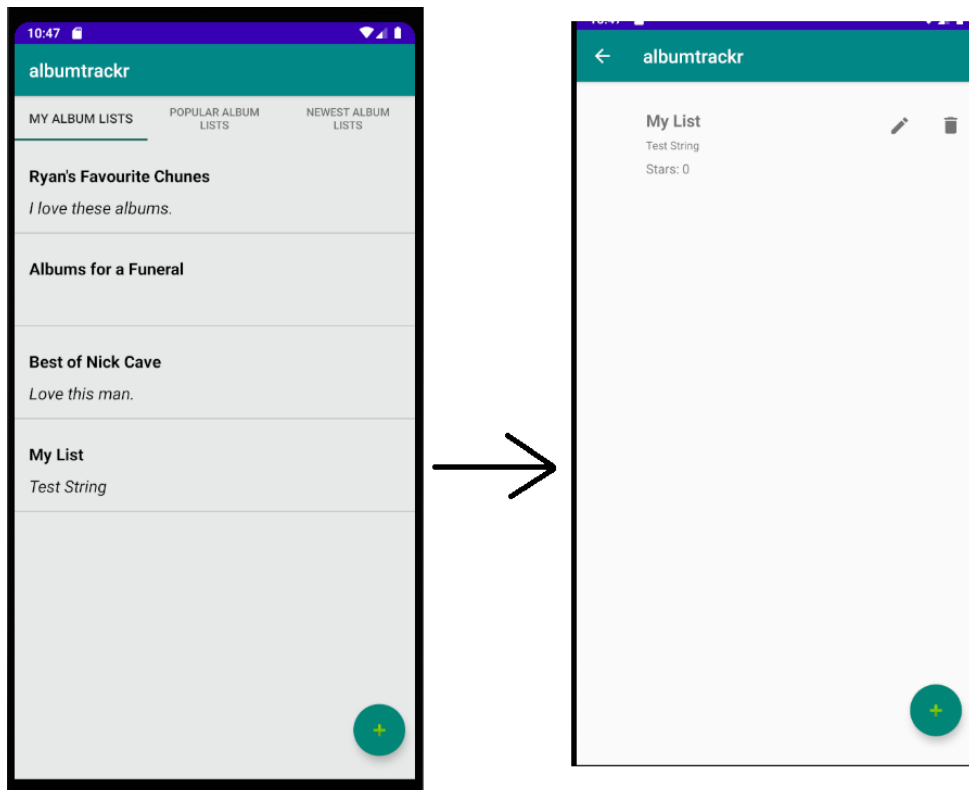 10:47
albumtrackr
MY ALBUM LISTS
POPULAR ALBUM
LISTS
NEWEST ALBUM
LISTS
Ryan's Favourite Chunes
I love these albums.
Albums for a Funeral
Best of Nick Cave
Love this man.
My List
Test String
+
10:47
albumtrackr
My List
Test String
Stars: 0
+